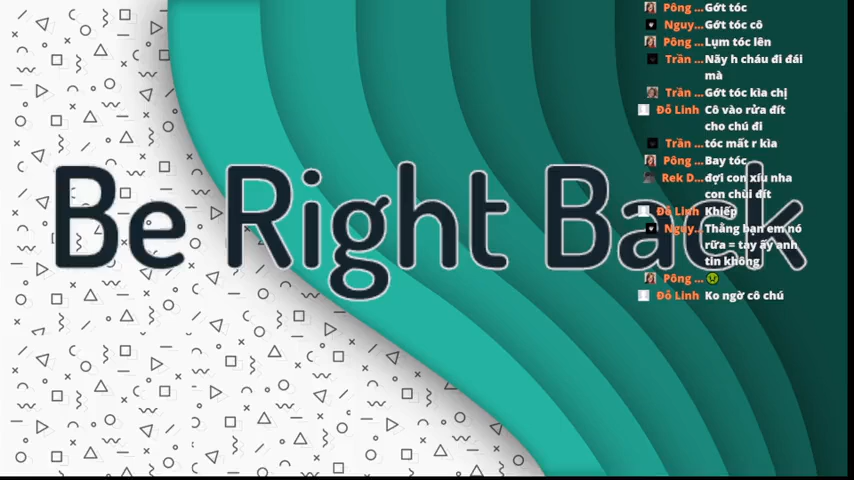 Pông ... Gớt tóc
Nguy... Gớt tóc cô
Pông ... Lụm tóc lên
Trần ... Nãy h cháu đi đái
mà
Trần ... Gớt tóc kìa chị
Đỗ Linh Cô vào rửa đít
cho chú đi
Trần ... tóc mất r kìa
Pông ... Bay tóc
Rek D... đợi con xíu nha
con chùi đít
Đỗ Linh Khiếp
Nguy... Thằng bạn em nó
rữa = tay ấy anh
tin không
Pông ... 🤢
Đỗ Linh Ko ngờ cô chú
Be Right Back